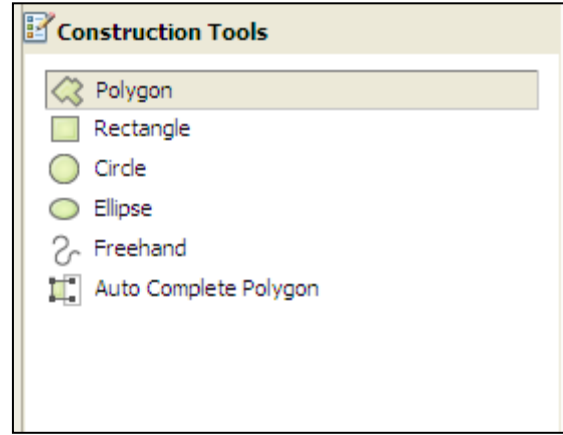 Construction Tools
Polygon
Rectangle
Circle
Ellipse
Freehand
Auto Complete Polygon